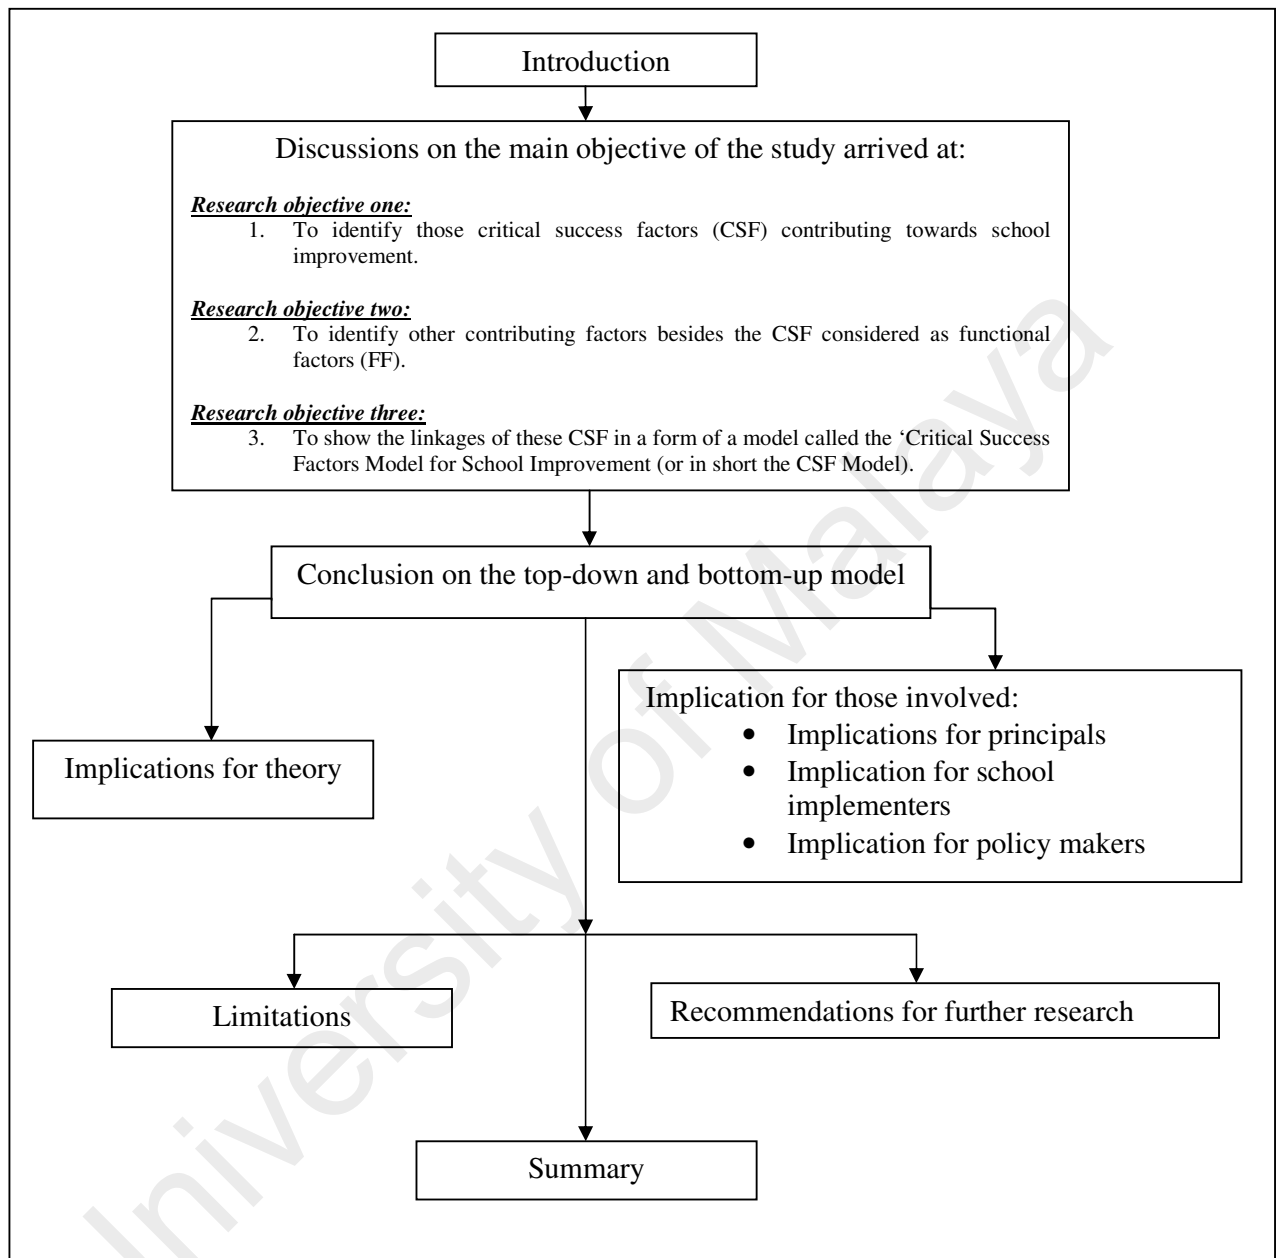 Introduction
Discussions on the main objective of the study arrived at:
Research objective one:
1. To identify those critical success factors (CSF) contributing towards school
improvement.
Research objective two:
2. To identify other contributing factors besides the CSF considered as functional
factors (FF).
Research objective three:
3. To show the linkages of these CSF in a form of a model called the ‘Critical Success
Factors Model for School Improvement (or in short the CSF Model).
Conclusion on the top-down and bottom-up model
Implications for theory
Implication for those involved:
• Implications for principals
• Implication for school
implementers
• Implication for policy makers
Limitations
Recommendations for further research
Summary
University of Malaya